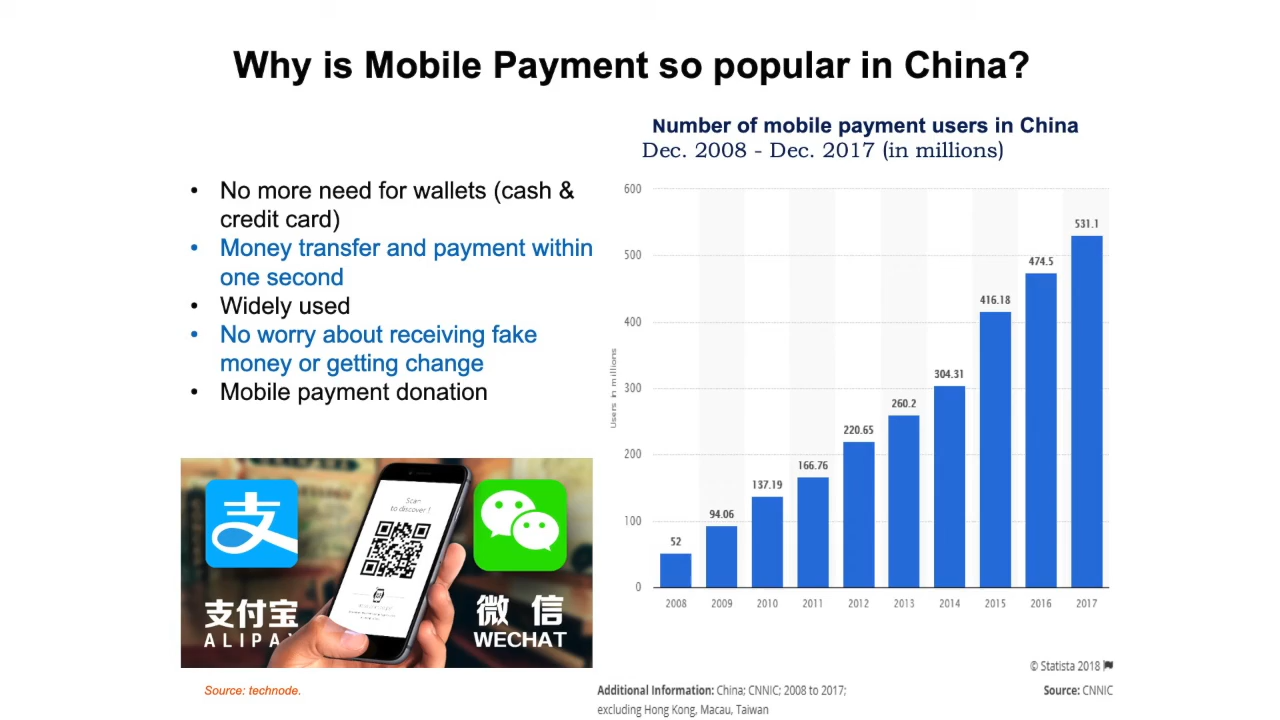 Why is Mobile Payment so popular in China?
• No more need for wallets (cash &
credit card)
• Money transfer and payment within
one second
• Widely used
• No worry about receiving fake
money or getting change
• Mobile payment donation
支付宝
ALIPAY
Scan
to discover !
微信
WECHAT
Source: technode.
Number of mobile payment users in China
Dec. 2008 - Dec. 2017 (in millions)
Users in millions
600
500
400
300
200
100
0
52
94.06
137.19
166.76
220.65
260.2
304.31
416.18
474.5
531.1
2008
2009
2010
2011
2012
2013
2014
2015
2016
2017
© Statista 2018
Additional Information: China; CNNIC; 2008 to 2017;
excluding Hong Kong, Macau, Taiwan
Source: CNNIC